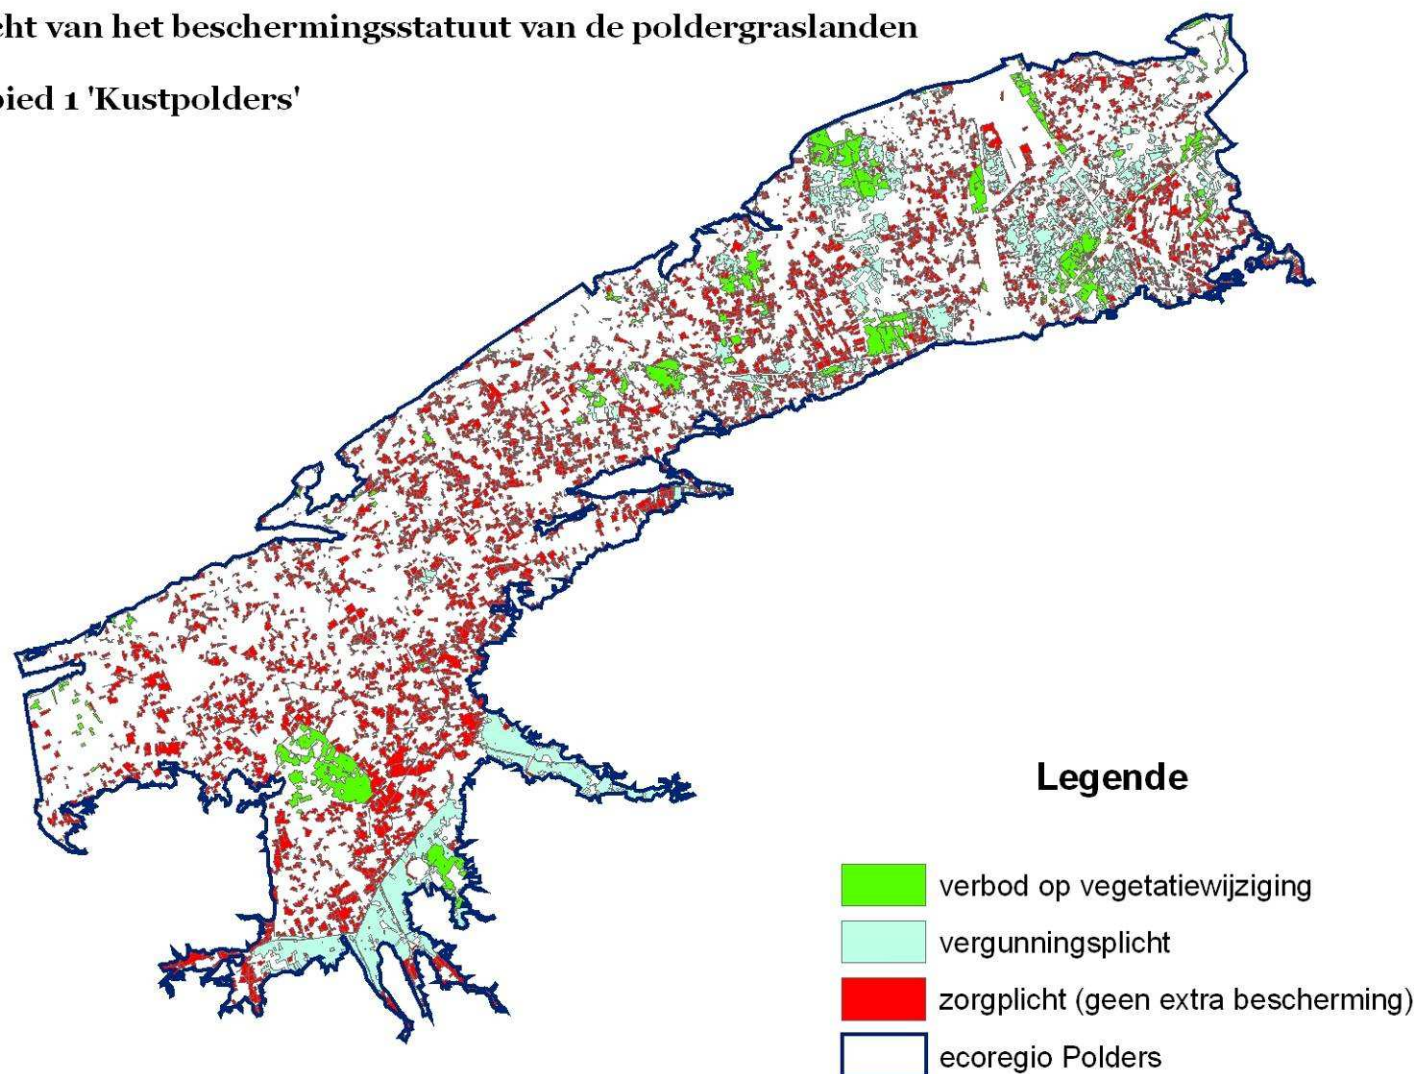 van het beschermingsstatuut van de poldergraslanden
1 'Kustpolders'
Legende
verbod op vegetatiewijziging
vergunningsplicht
zorgplicht (geen extra bescherming)
ecoregio Polders